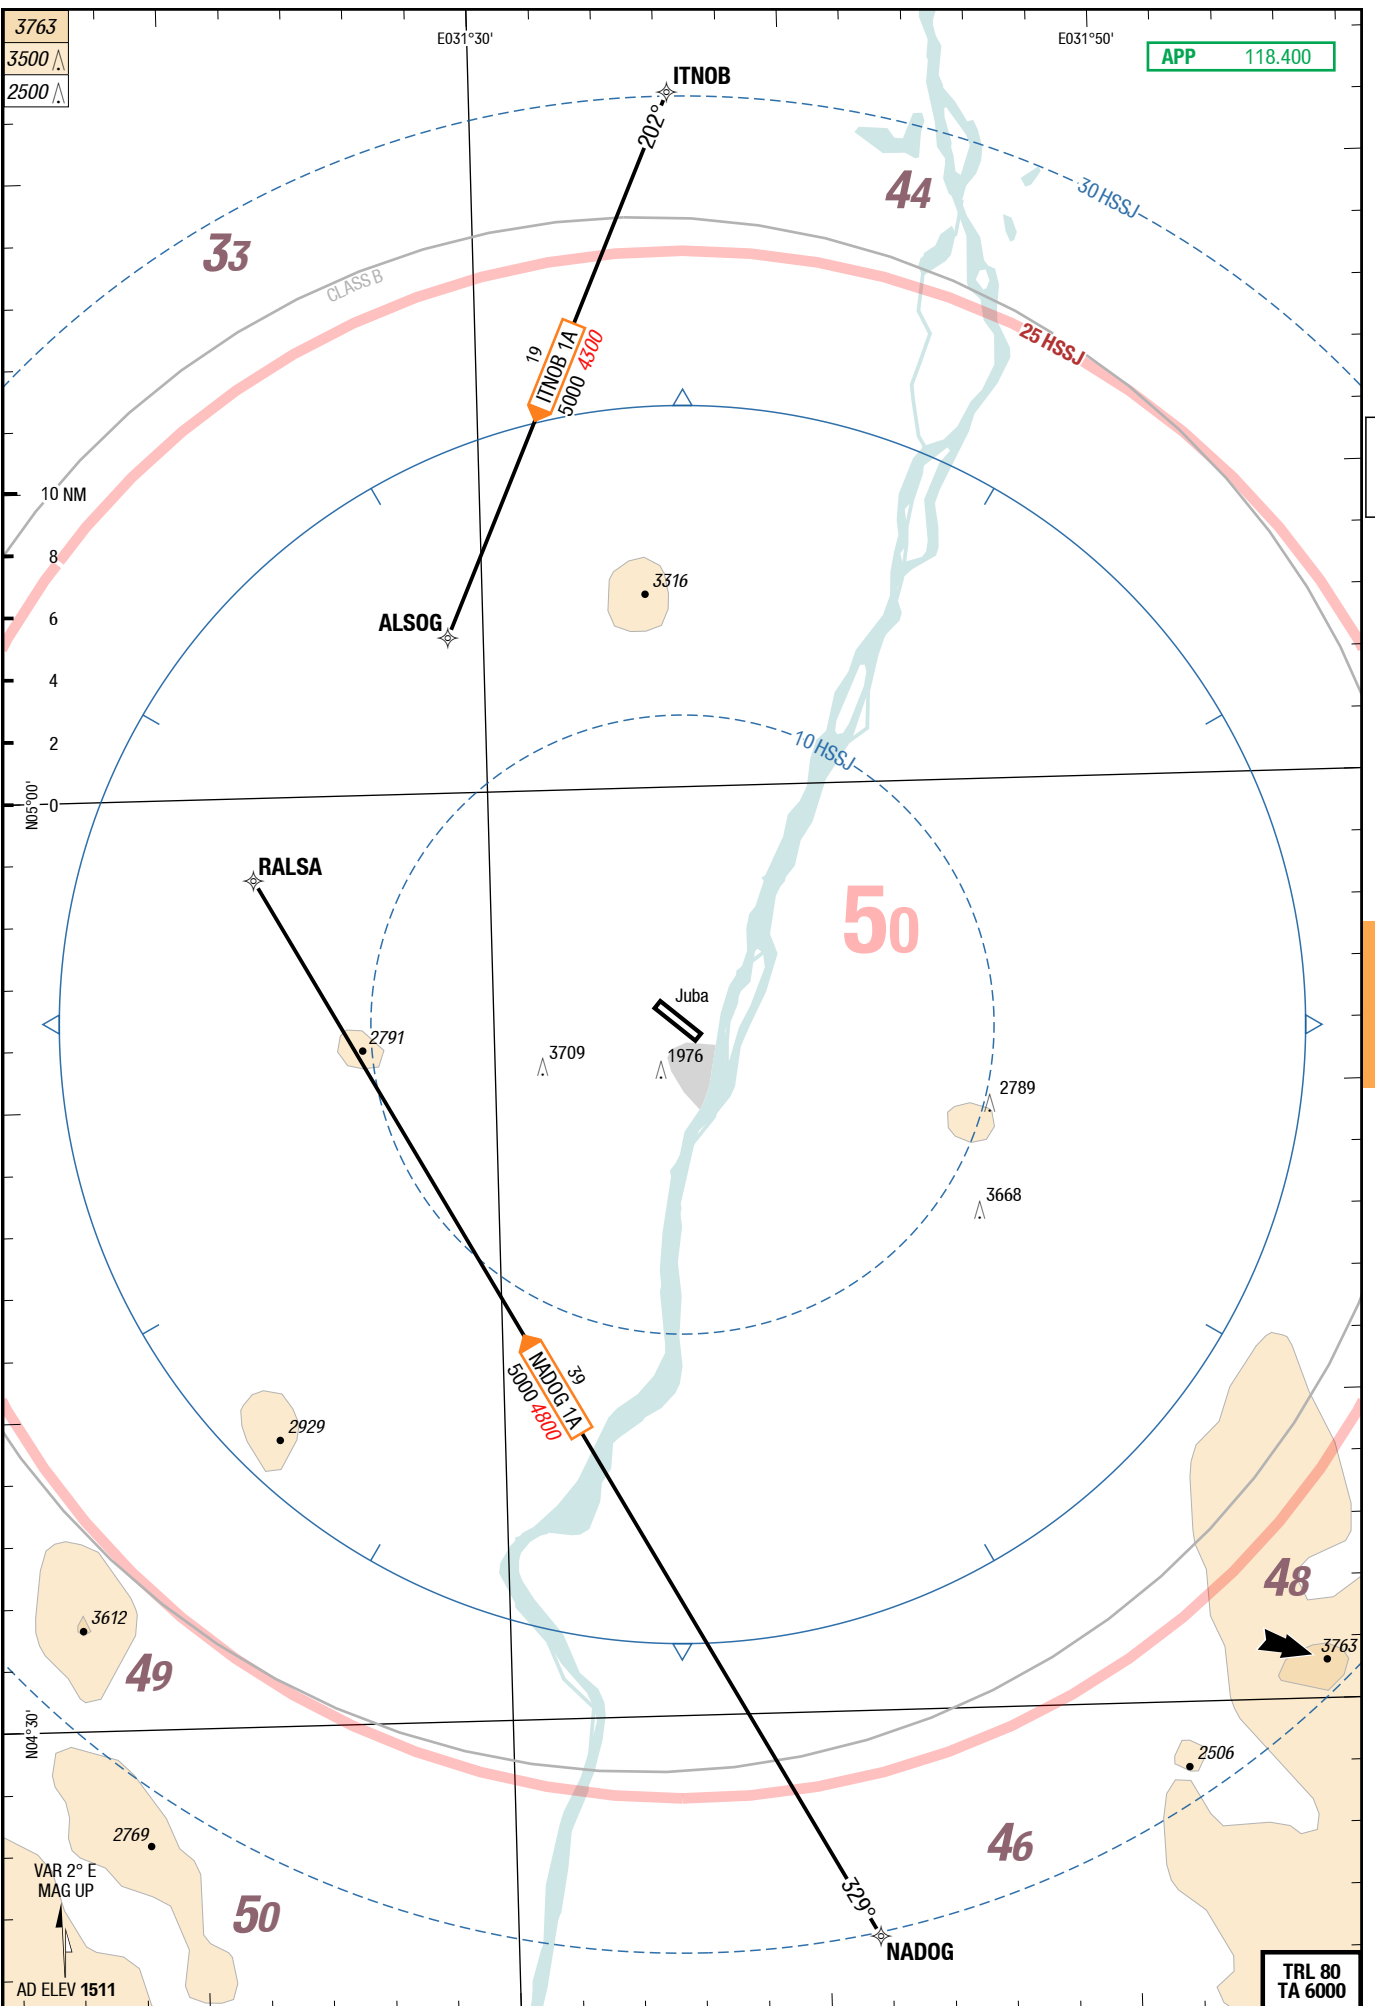 3763
3500
2500
E031°30'
E031°50'
APP 118.400
ITNOB
202°
44
30 HSSJ
33
CLASS B
25 HSSJ
19
ITNOB 1A
5000 4300
10 NM
8
6
4
2
0
3316
ALSOG
10 HSSJ
N05°00'
RALSA
50
Juba
2791
3709
1976
2789
3668
39
NADOG 1A
5000 4800
2929
48
3612
3763
49
N04°30'
2506
2769
46
VAR 2° E
MAG UP
329°
50
NADOG
AD ELEV 1511
TRL 80
TA 6000